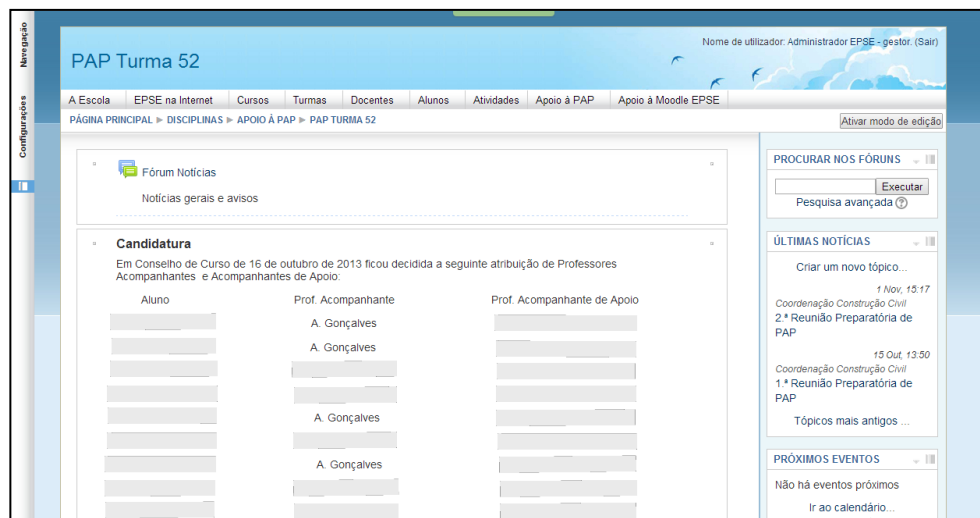 Navegação
Configurações
Nome de utilizador: Administrador EPSE - gestor. (Sair)
PAP Turma 52
A Escola EPSE na Internet Cursos Turmas Docentes Alunos Atividades Apoio à PAP Apoio à Moodle EPSE
PÁGINA PRINCIPAL ► DISCIPLINAS ► APOIO À PAP ► PAP TURMA 52
Ativar modo de edição
Fórum Notícias
Notícias gerais e avisos
Candidatura
Em Conselho de Curso de 16 de outubro de 2013 ficou decidida a seguinte atribuição de Professores
Acompanhantes e Acompanhantes de Apoio:
Aluno Prof. Acompanhante Prof. Acompanhante de Apoio
A. Gonçalves
A. Gonçalves
A. Gonçalves
A. Gonçalves
PROCURAR NOS FÓRUNS
Executar
Pesquisa avançada ?
ÚLTIMAS NOTÍCIAS
Criar um novo tópico...
1 Nov, 15:17
Coordenação Construção Civil
2.ª Reunião Preparatória de
PAP
15 Out, 13:50
Coordenação Construção Civil
1.ª Reunião Preparatória de
PAP
Tópicos mais antigos ...
PRÓXIMOS EVENTOS
Não há eventos próximos
Ir ao calendário...